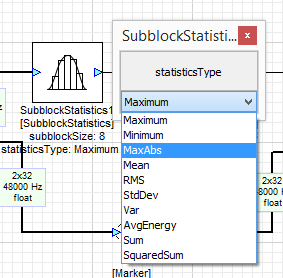 SubblockStatisti...
statisticsType
Maximum
Maximum
Minimum
MaxAbs
Mean
RMS
StdDev
Var
AvgEnergy
Sum
SquaredSum
SubblockStatistics1
[SubblockStatistics]
subblockSize: 8
statisticsType: Maximum
2x32
48000 Hz
float
2x32
48000 Hz
float
[Marker]